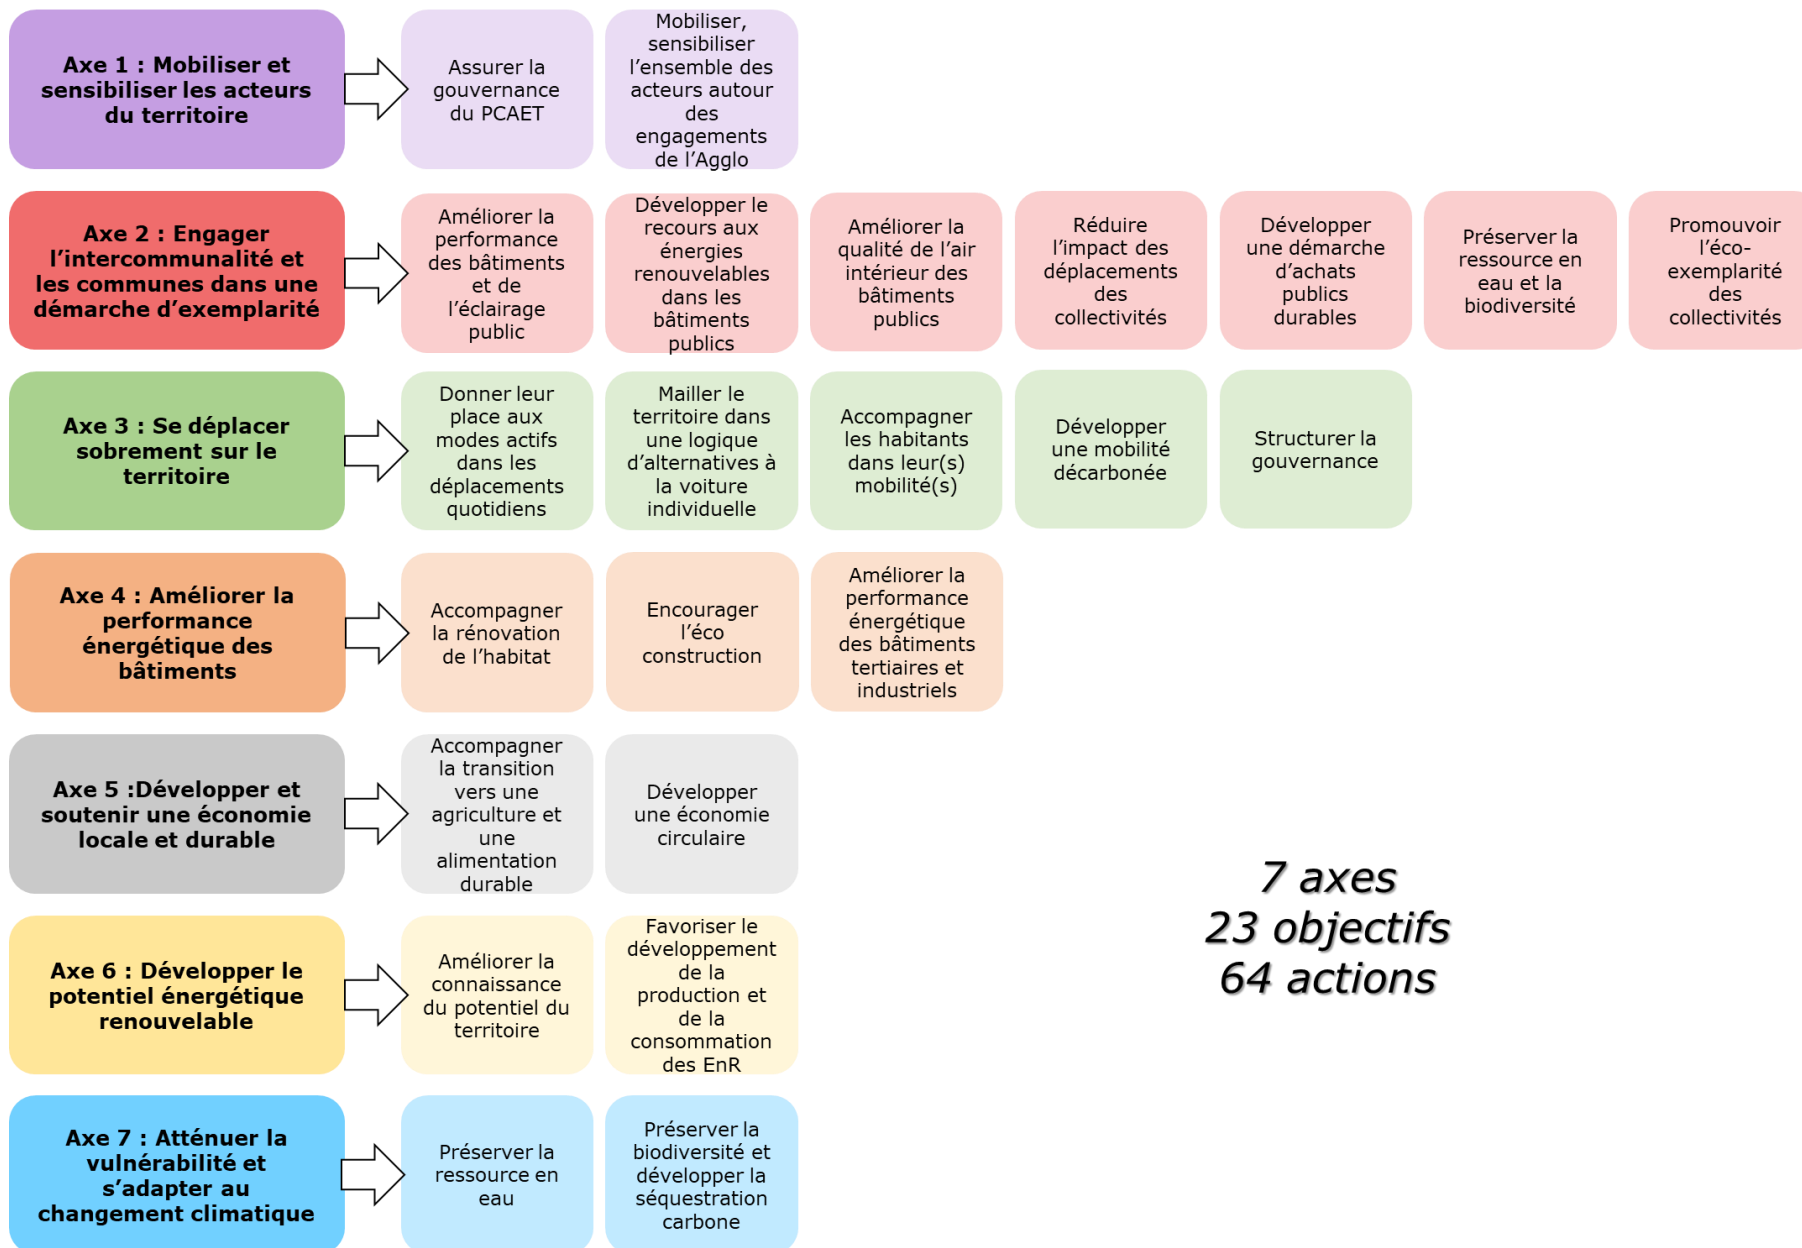 Axe 1 : Mobiliser et
sensibiliser les acteurs
du territoire
Assurer la
gouvernance
du PCAET
Mobiliser,
sensibiliser
l’ensemble des
acteurs autour
des
engagements
de l’Agglo
Axe 2 : Engager
l’intercommunalité et
les communes dans une
démarche d’exemplarité
Améliorer la
performance
des bâtiments
et de
l’éclairage
public
Développer le
recours aux
énergies
renouvelables
dans les
bâtiments
publics
Améliorer la
qualité de l’air
intérieur des
bâtiments
publics
Réduire
l’impact des
déplacements
des
collectivités
Développer
une démarche
d’achats
publics
durables
Préserver la
ressource en
eau et la
biodiversité
Promouvoir
l’éco-
exemplarité
des
collectivités
Axe 3 : Se déplacer
sobrement sur le
territoire
Donner leur
place aux
modes actifs
dans les
déplacements
quotidiens
Mailler le
territoire dans
une logique
d’alternatives à
la voiture
individuelle
Accompagner
les habitants
dans leur(s)
mobilité(s)
Développer
une mobilité
décarbonée
Structurer la
gouvernance
Axe 4 : Améliorer la
performance
énergétique des
bâtiments
Accompagner
la rénovation
de l’habitat
Encourager
l’éco
construction
Améliorer la
performance
énergétique
des bâtiments
tertiaires et
industriels
Axe 5 :Développer et
soutenir une économie
locale et durable
Accompagner
la transition
vers une
agriculture et
une
alimentation
durable
Développer
une économie
circulaire
7 axes
23 objectifs
64 actions
Axe 6 : Développer le
potentiel énergétique
renouvelable
Améliorer la
connaissance
du potentiel du
territoire
Favoriser le
développement
de la
production et
de la
consommation
des EnR
Axe 7 : Atténuer la
vulnérabilité et
s’adapter au
changement climatique
Préserver la
ressource en
eau
Préserver la
biodiversité et
développer la
séquestration
carbone